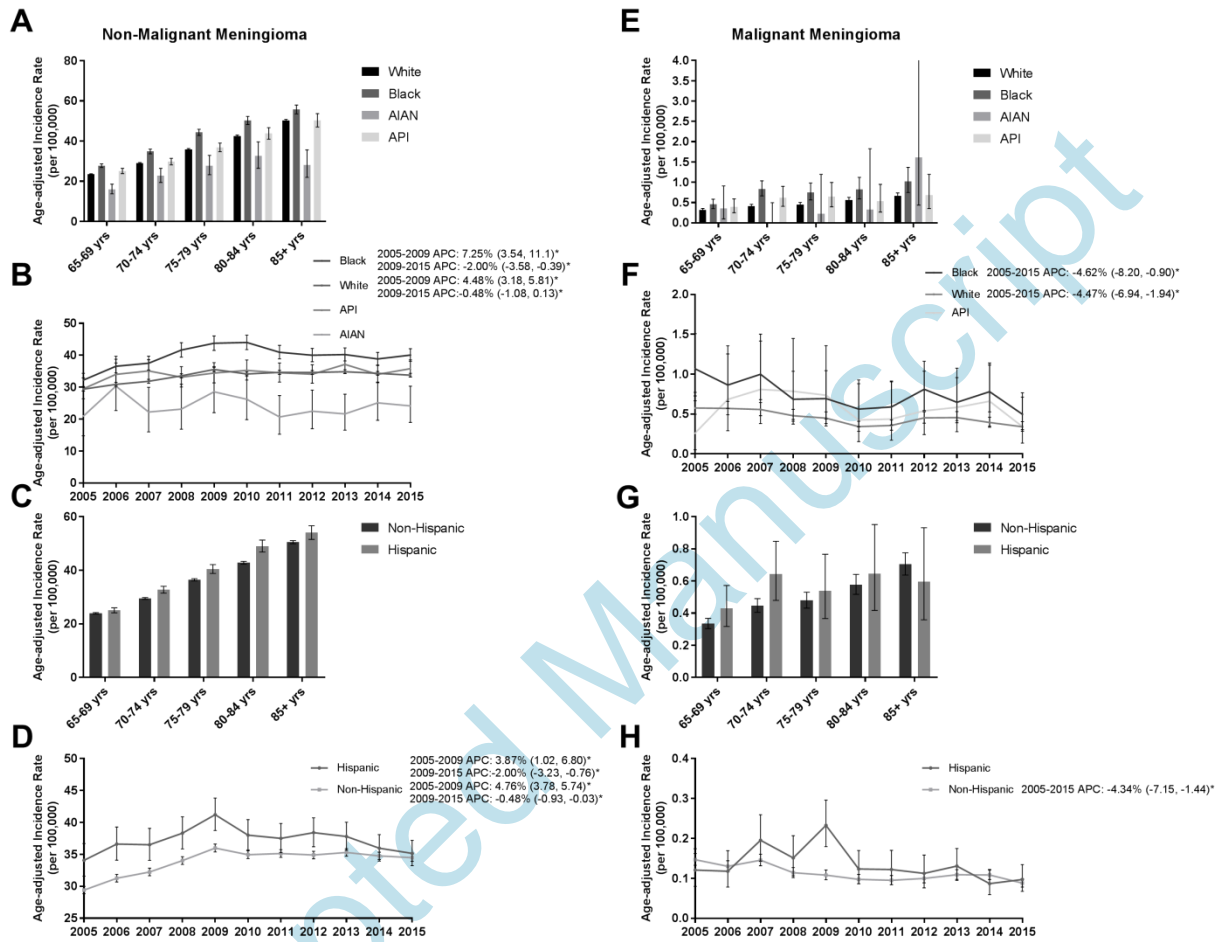 A
Non-Malignant Meningioma
Age-adjusted Incidence Rate
(per 100,000)
80
60
40
20
0
65-69 yrs
70-74 yrs
75-79 yrs
80-84 yrs
85+ yrs
White
Black
AIAN
API
B
Black 2005-2009 APC: 7.25% (3.54, 11.1)*
2009-2015 APC: -2.00% (-3.58, -0.39)*
White 2005-2009 APC: 4.48% (3.18, 5.81)*
2009-2015 APC:-0.48% (-1.08, 0.13)*
API
AIAN
Age-adjusted Incidence Rate
(per 100,000)
50
40
30
20
10
0
2005 2006 2007 2008 2009 2010 2011 2012 2013 2014 2015
C
Age-adjusted Incidence Rate
(per 100,000)
60
40
20
0
65-69 yrs
70-74 yrs
75-79 yrs
80-84 yrs
85+ yrs
Non-Hispanic
Hispanic
D
Hispanic 2005-2009 APC: 3.87% (1.02, 6.80)*
2009-2015 APC:-2.00% (-3.23, -0.76)*
Non-Hispanic 2005-2009 APC: 4.76% (3.78, 5.74)*
2009-2015 APC: -0.48% (-0.93, -0.03)*
Age-adjusted Incidence Rate
(per 100,000)
50
45
40
35
30
25
2005 2006 2007 2008 2009 2010 2011 2012 2013 2014 2015
E
Malignant Meningioma
Age-adjusted Incidence Rate
(per 100,000)
4.0
3.5
3.0
2.5
2.0
1.5
1.0
0.5
0.0
65-69 yrs
70-74 yrs
75-79 yrs
80-84 yrs
85+ yrs
White
Black
AIAN
API
F
Black 2005-2015 APC: -4.62% (-8.20, -0.90)*
White 2005-2015 APC: -4.47% (-6.94, -1.94)*
API
Age-adjusted Incidence Rate
(per 100,000)
2.0
1.5
1.0
0.5
0.0
2005 2006 2007 2008 2009 2010 2011 2012 2013 2014 2015
G
Age-adjusted Incidence Rate
(per 100,000)
1.0
0.8
0.6
0.4
0.2
0.0
65-69 yrs
70-74 yrs
75-79 yrs
80-84 yrs
85+ yrs
Non-Hispanic
Hispanic
H
Hispanic
Non-Hispanic 2005-2015 APC: -4.34% (-7.15, -1.44)*
Age-adjusted Incidence Rate
(per 100,000)
0.4
0.3
0.2
0.1
0.0
2005 2006 2007 2008 2009 2010 2011 2012 2013 2014 2015
Manuscript